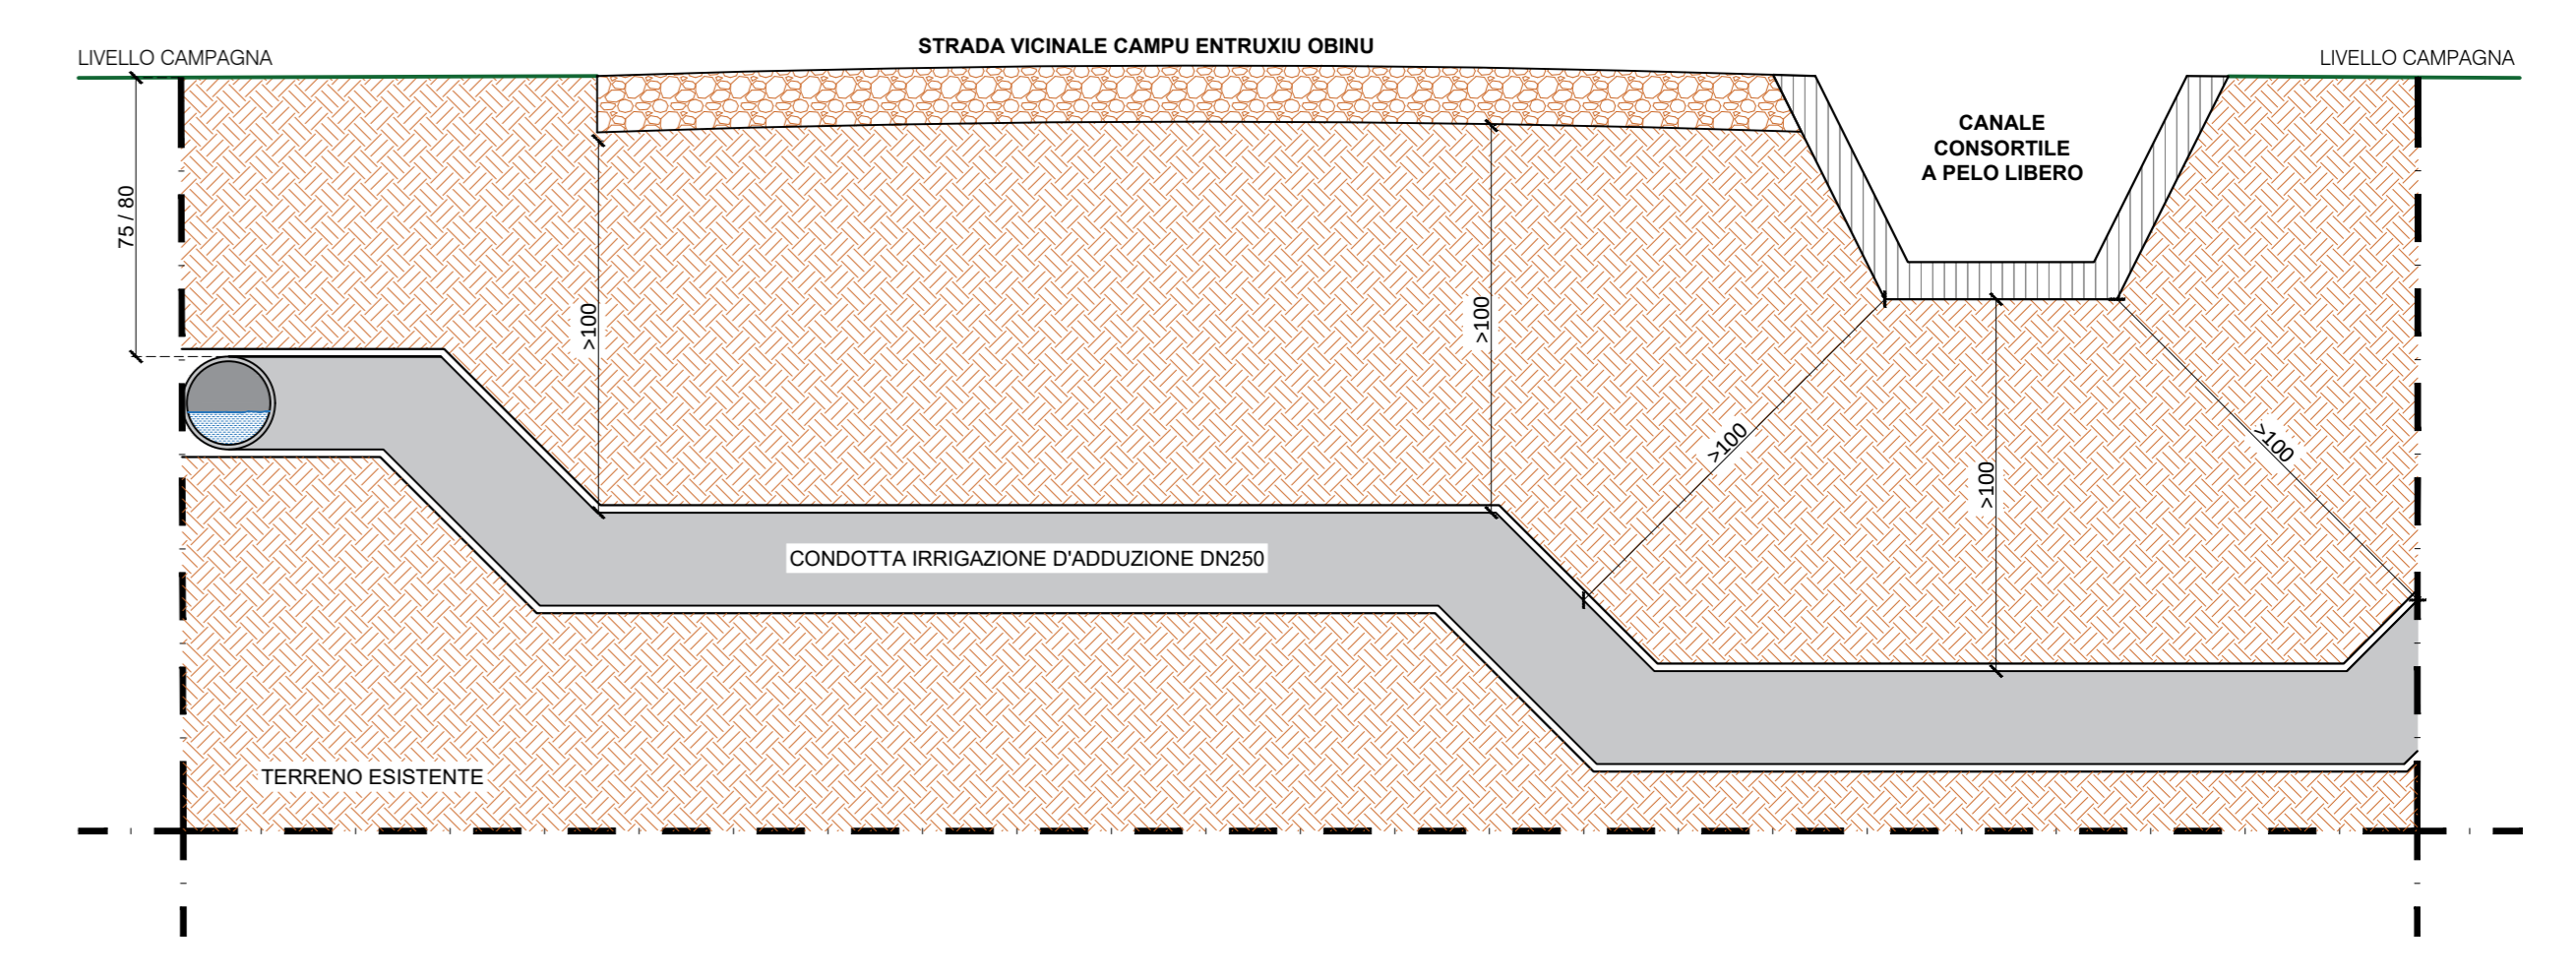 STRADA VICINALE CAMPU ENTRUXIU OBINU
LIVELLO CAMPAGNA
LIVELLO CAMPAGNA
CANALE
CONSORTILE
A PELO LIBERO
75 / 80
>100
>100
>100
>100
>100
CONDOTTA IRRIGAZIONE D'ADDUZIONE DN250
TERRENO ESISTENTE